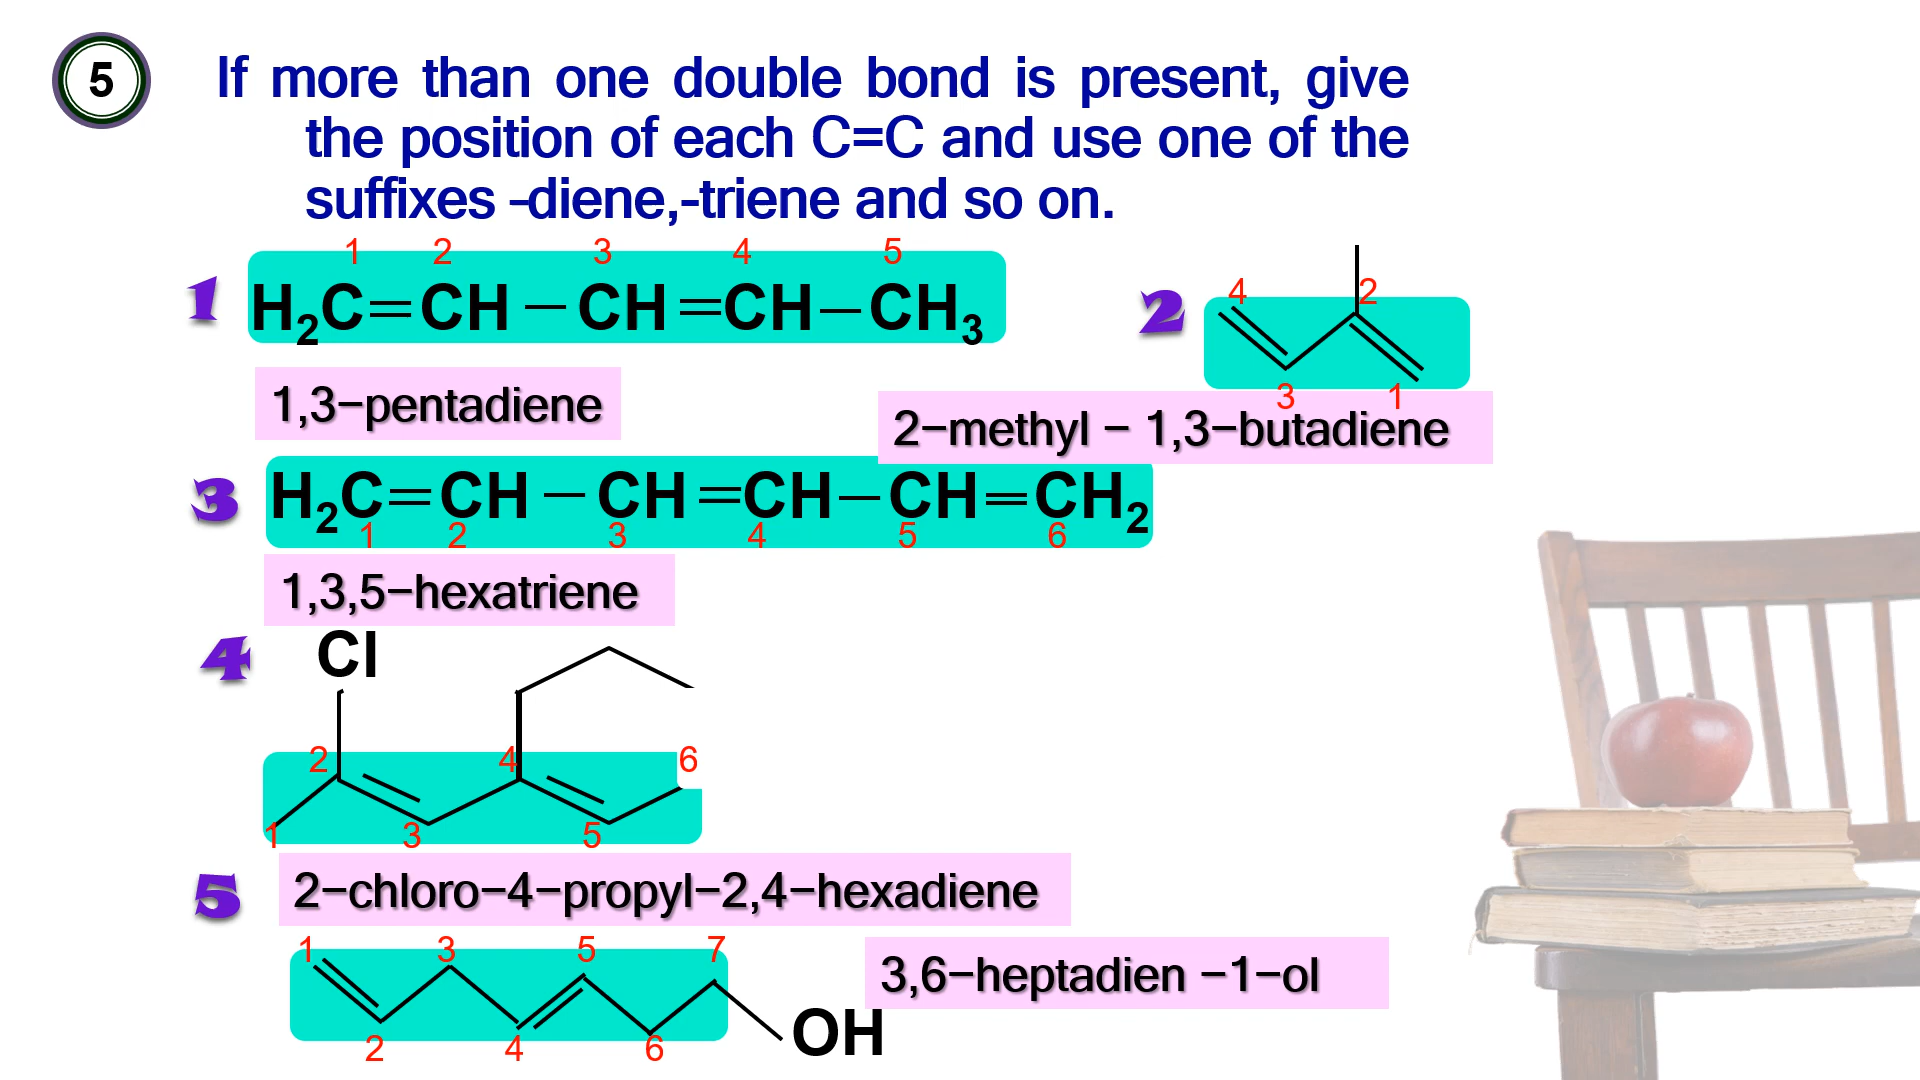 5
If more than one double bond is present, give
the position of each C=C and use one of the
suffixes –diene,-triene and so on.
1 2 3 4 5
1 H2C=CH–CH=CH–CH3
1,3-pentadiene
2
4 2
3 1
2-methyl - 1,3-butadiene
3 H2C=CH–CH=CH–CH=CH2
1 2 3 4 5 6
1,3,5-hexatriene
4
Cl
2 4 6
1 3 5
2-chloro-4-propyl-2,4-hexadiene
5
1 3 5 7
3,6-heptadien -1-ol
OH
2 4 6